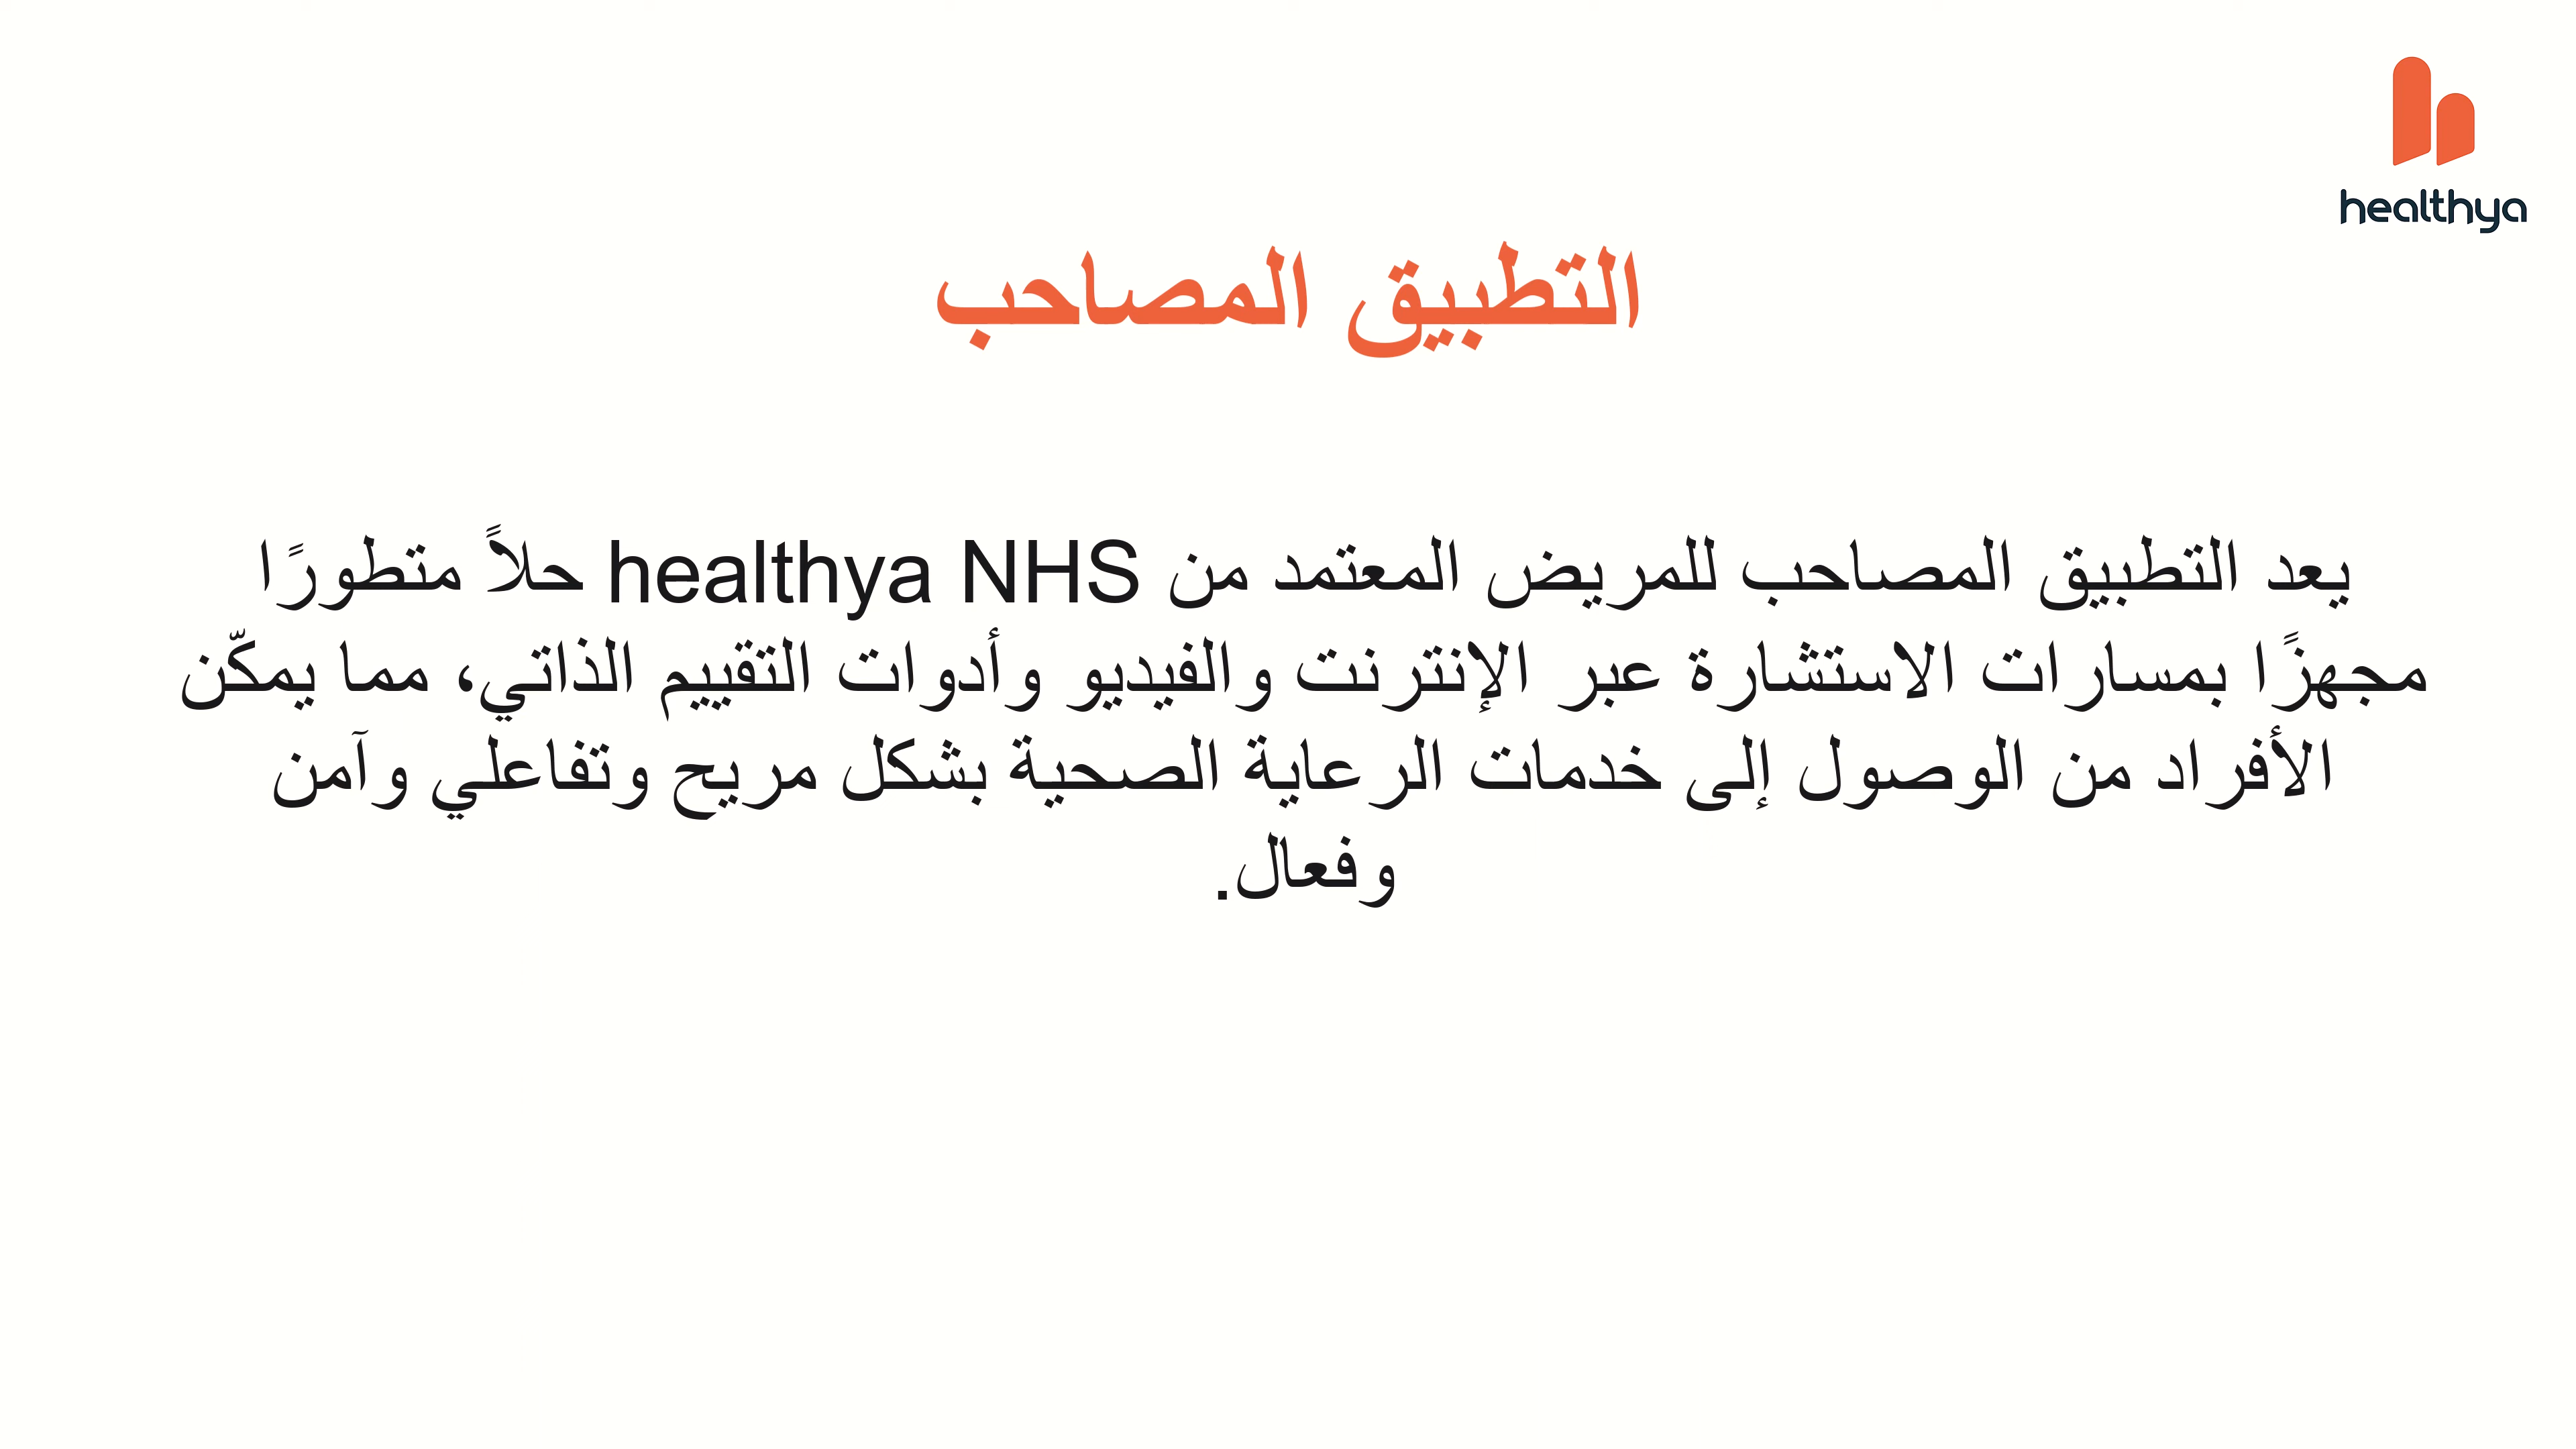 healthya
التطبيق المصاحب
يعد التطبيق المصاحب للمريض المعتمد من healthya NHS حلاً متطورًا
مجهزًا بمسارات الاستشارة عبر الإنترنت والفيديو وأدوات التقييم الذاتي، مما يمكّن
الأفراد من الوصول إلى خدمات الرعاية الصحية بشكل مريح وتفاعلي وآمن
وفعال.